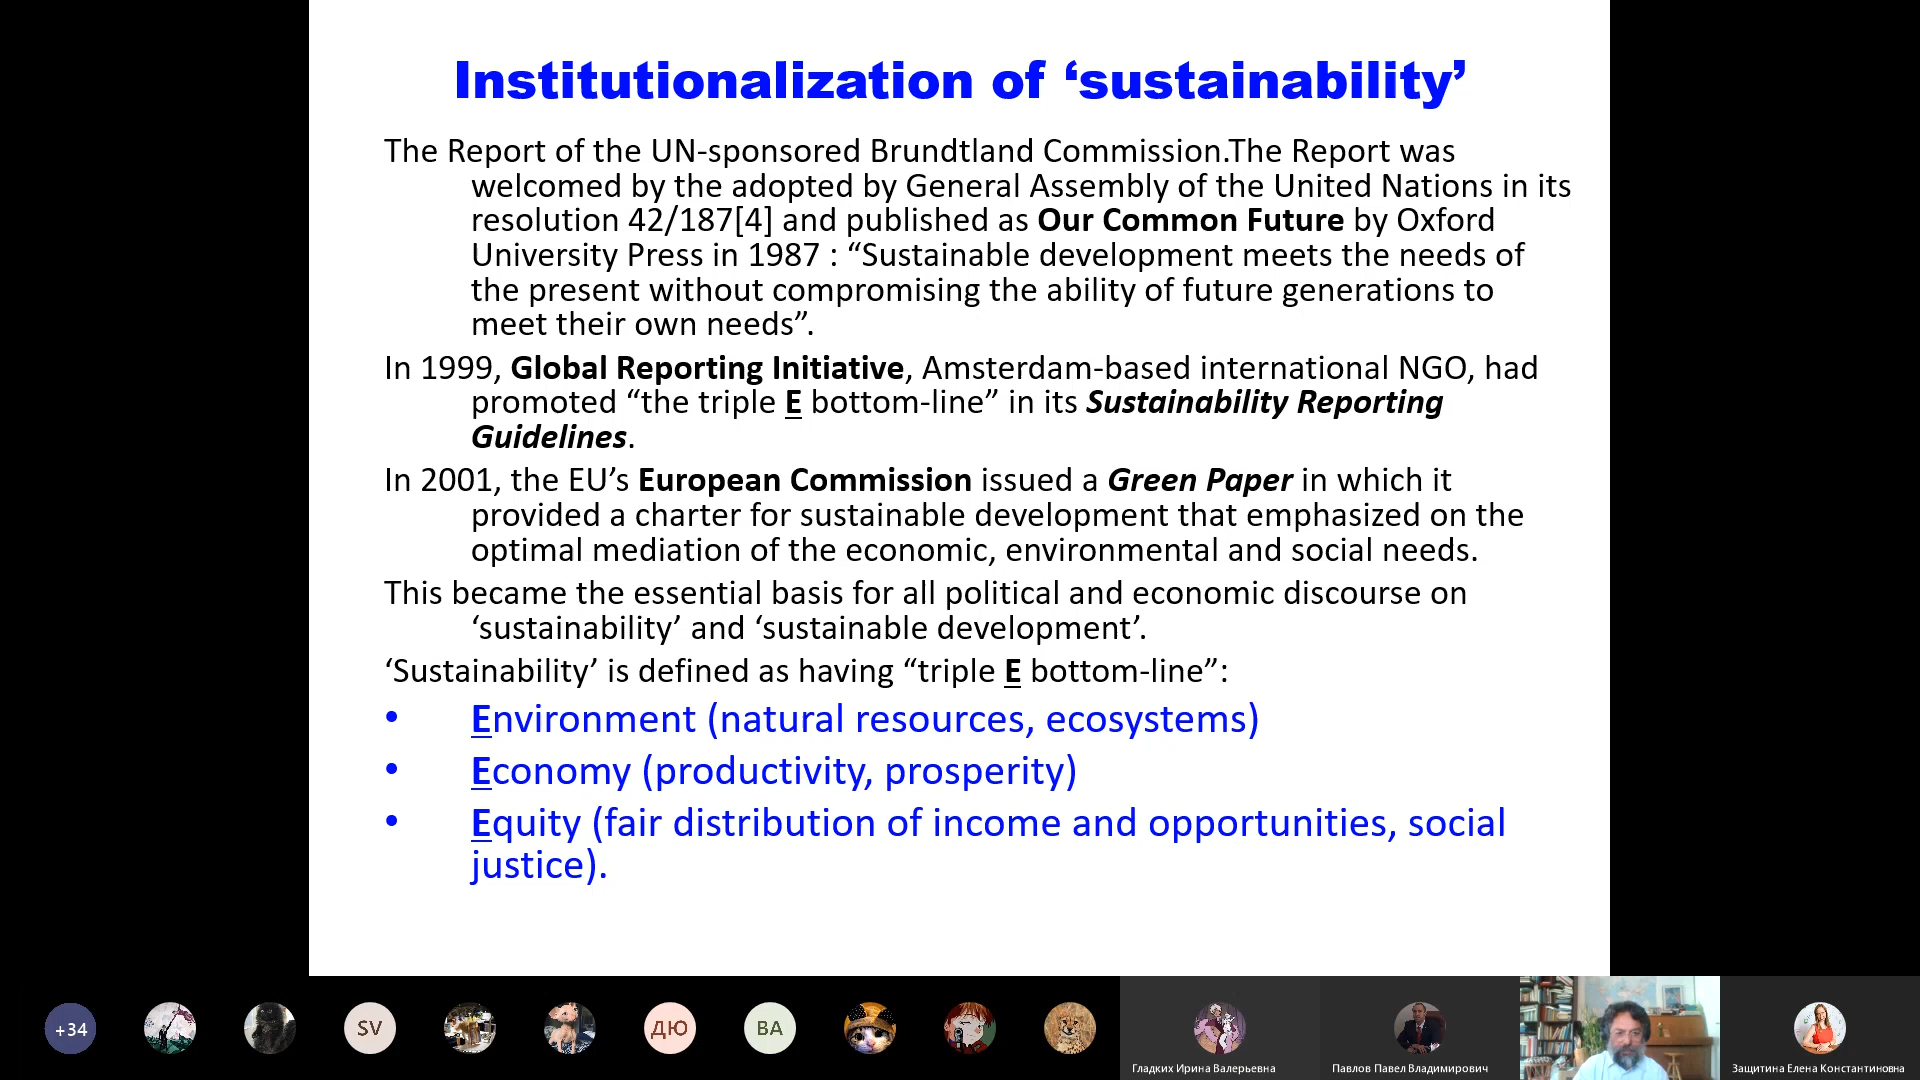 Institutionalization of ‘sustainability’
The Report of the UN-sponsored Brundtland Commission.The Report was
welcomed by the adopted by General Assembly of the United Nations in its
resolution 42/187[4] and published as Our Common Future by Oxford
University Press in 1987 : “Sustainable development meets the needs of
the present without compromising the ability of future generations to
meet their own needs”.
In 1999, Global Reporting Initiative, Amsterdam-based international NGO, had
promoted “the triple E bottom-line” in its Sustainability Reporting
Guidelines.
In 2001, the EU’s European Commission issued a Green Paper in which it
provided a charter for sustainable development that emphasized on the
optimal mediation of the economic, environmental and social needs.
This became the essential basis for all political and economic discourse on
‘sustainability’ and ‘sustainable development’.
‘Sustainability’ is defined as having “triple E bottom-line”:
• Environment (natural resources, ecosystems)
• Economy (productivity, prosperity)
• Equity (fair distribution of income and opportunities, social
justice).
+34
SV
ДЮ
ВА
Гладких Ирина Валерьевна
Павлов Павел Владимирович
Защитина Елена Константиновна